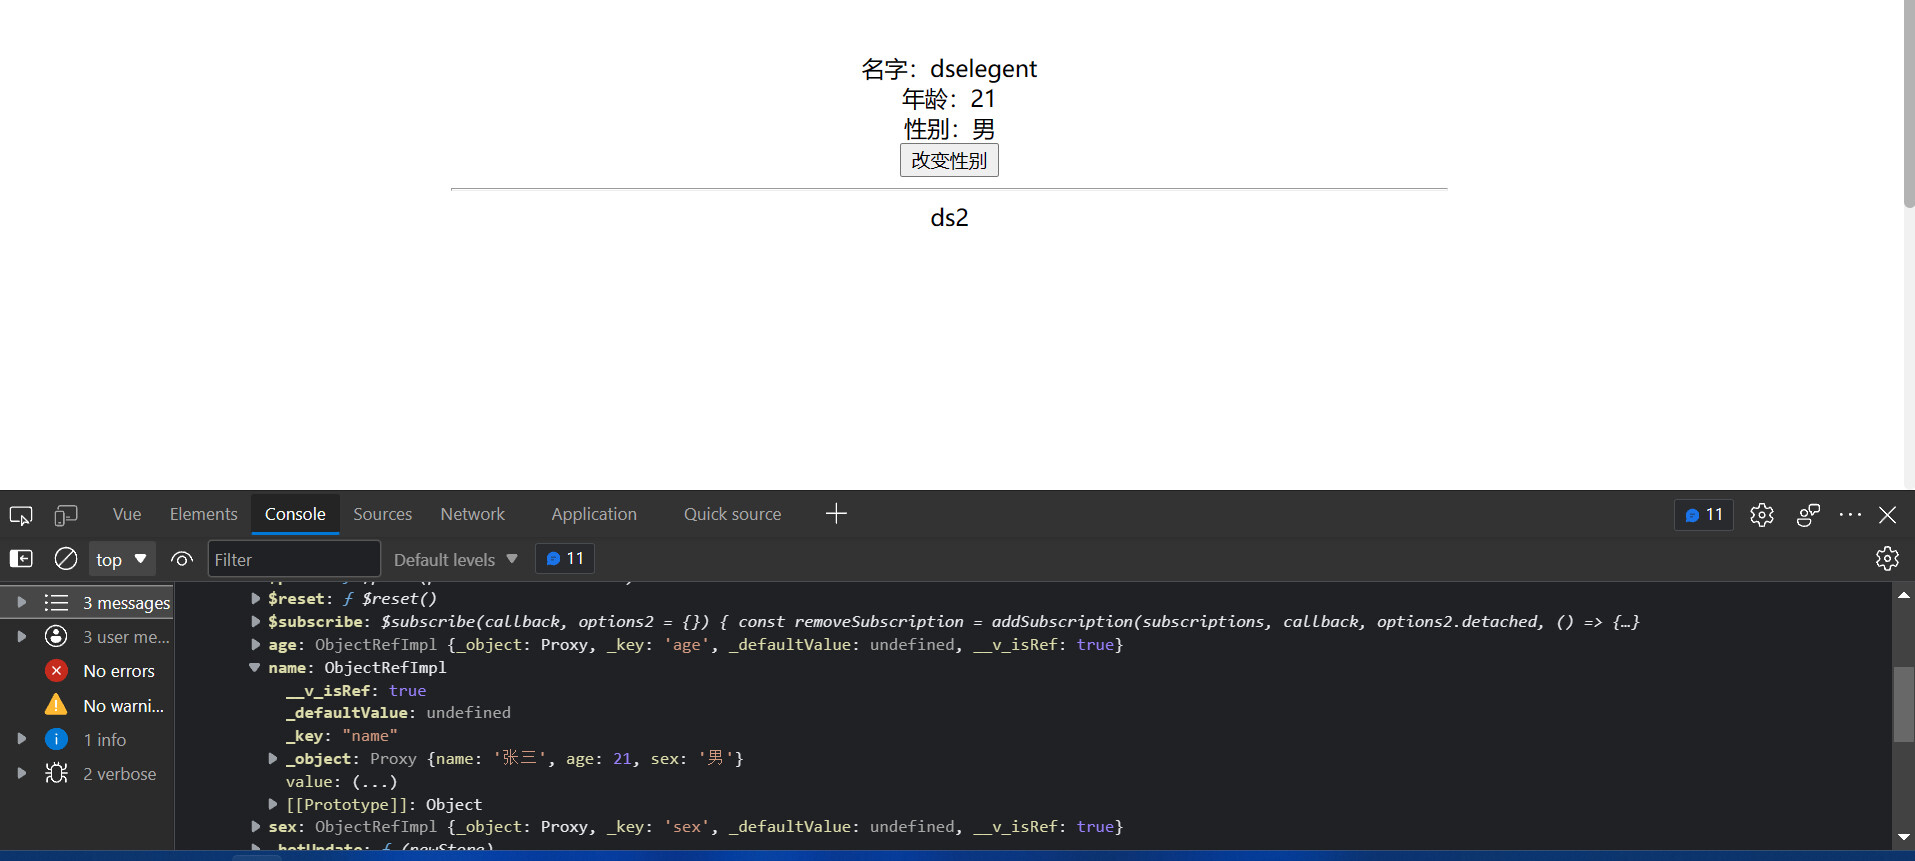 名字：dselegent
年龄：21
性别：男
改变性别
ds2
Vue Elements Console Sources Network Application Quick source 11
top Filter Default levels 11
3 messages
3 user me...
No errors
No warni...
1 info
2 verbose
$reset: ƒ $reset()
$subscribe: $subscribe(callback, options2 = {}) { const removeSubscription = addSubscription(subscriptions, callback, options2.detached, () => {…}
age: ObjectRefImpl {_object: Proxy, _key: 'age', _defaultValue: undefined, __v_isRef: true}
name: ObjectRefImpl
__v_isRef: true
_defaultValue: undefined
_key: "name"
_object: Proxy {name: '张三', age: 21, sex: '男'}
value: (...)
[[Prototype]]: Object
sex: ObjectRefImpl {_object: Proxy, _key: 'sex', _defaultValue: undefined, __v_isRef: true}
_hotUpdate: ƒ (newStore)